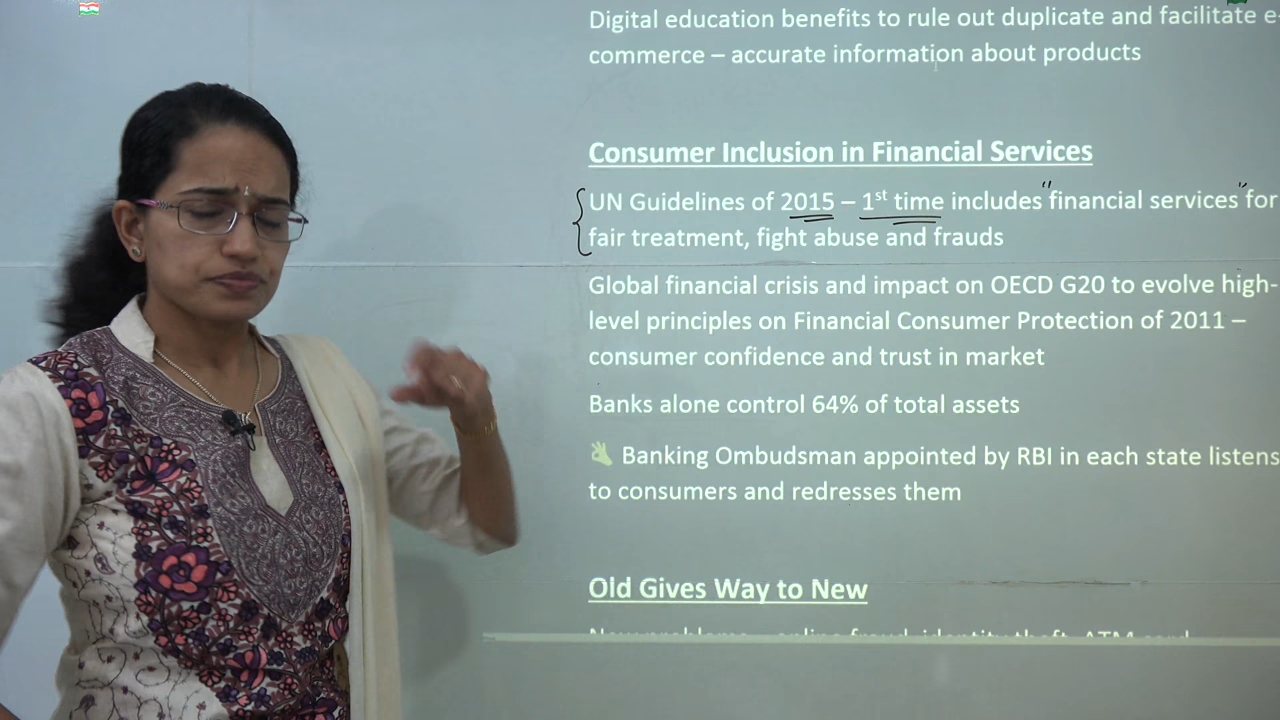 Digital education benefits to rule out duplicate and facilitate e-
commerce – accurate information about products
Consumer Inclusion in Financial Services
UN Guidelines of 2015 – 1st time includes "financial services" for
fair treatment, fight abuse and frauds
Global financial crisis and impact on OECD G20 to evolve high-
level principles on Financial Consumer Protection of 2011 –
consumer confidence and trust in market
Banks alone control 64% of total assets
Banking Ombudsman appointed by RBI in each state listens
to consumers and redresses them
Old Gives Way to New